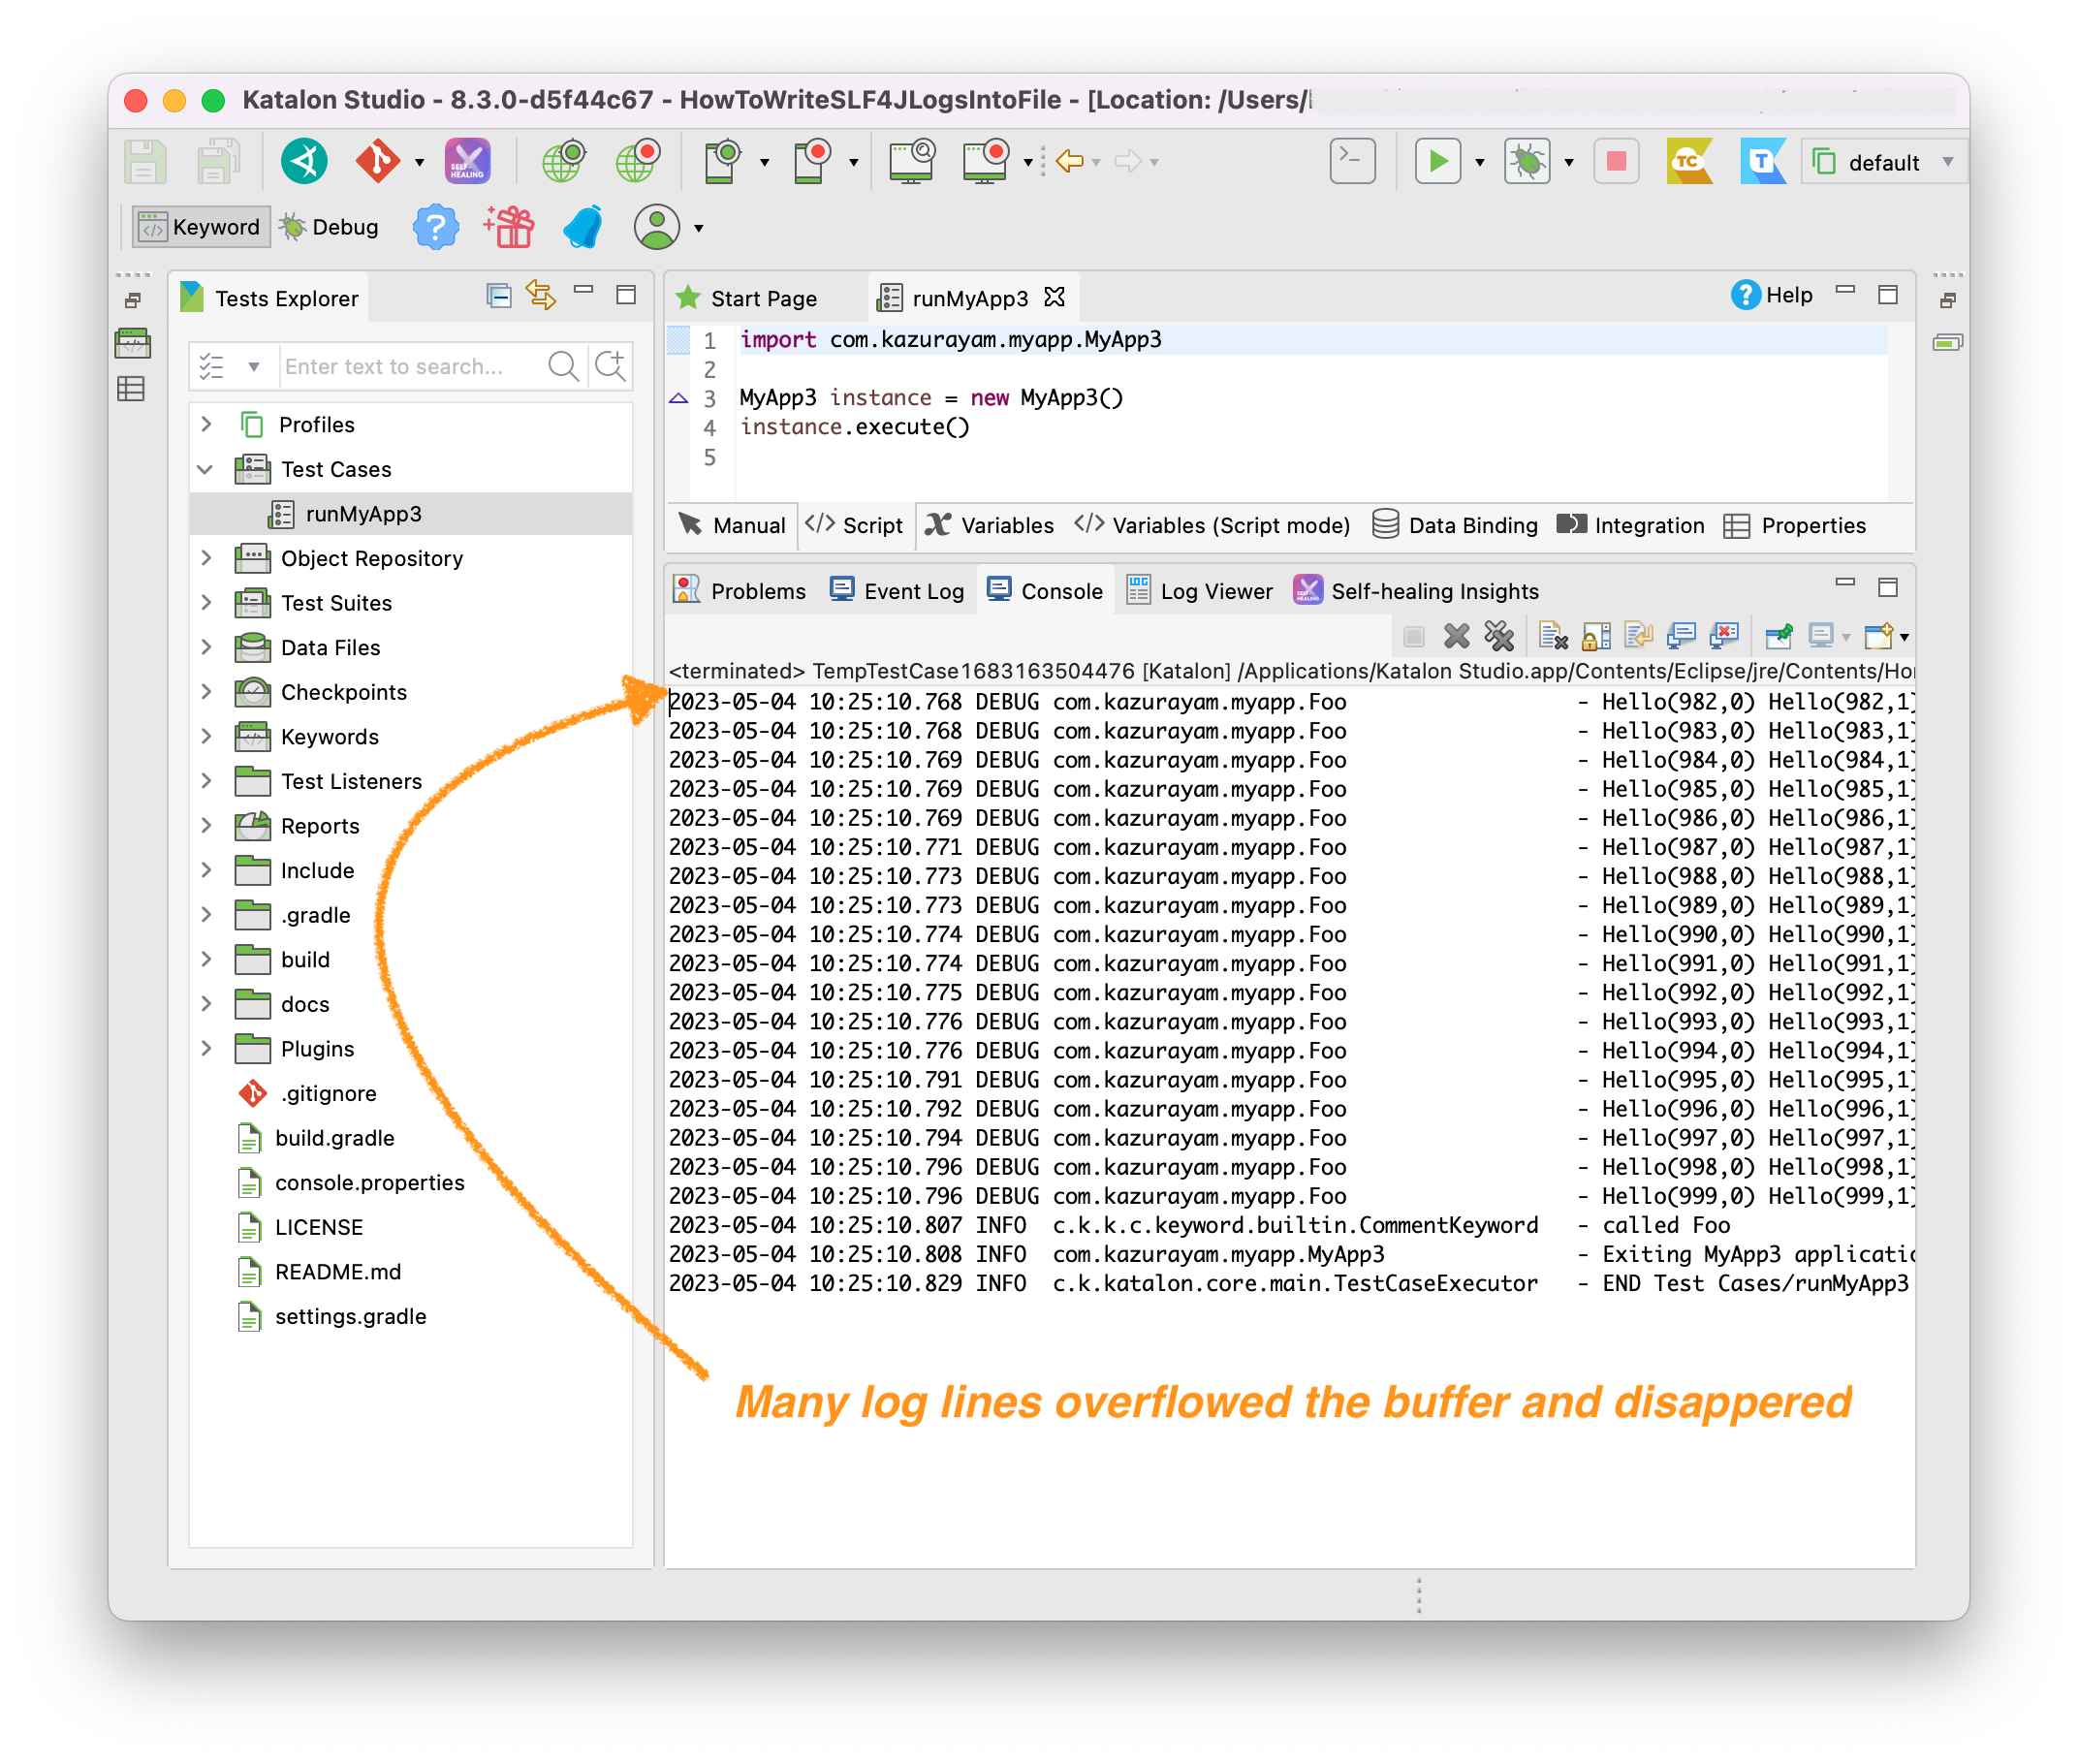 Katalon Studio - 8.3.0-d5f44c67 - HowToWriteSLF4JLogsIntoFile - [Location: /Users/
SELF-HEALING
TC
T
default
Keyword
Debug
?
Tests Explorer
Enter text to search...
Profiles
Test Cases
runMyApp3
Object Repository
Test Suites
Data Files
Checkpoints
Keywords
Test Listeners
Reports
Include
.gradle
build
docs
Plugins
.gitignore
build.gradle
console.properties
LICENSE
README.md
settings.gradle
Start Page
runMyApp3
Help
1 import com.kazurayam.myapp.MyApp3
2
3 MyApp3 instance = new MyApp3()
4 instance.execute()
5
Manual
Script
Variables
Variables (Script mode)
Data Binding
Integration
Properties
Problems
Event Log
Console
Log Viewer
Self-healing Insights
<terminated> TempTestCase1683163504476 [Katalon] /Applications/Katalon Studio.app/Contents/Eclipse/jre/Contents/Ho
2023-05-04 10:25:10.768 DEBUG com.kazurayam.myapp.Foo - Hello(982,0) Hello(982,1)
2023-05-04 10:25:10.768 DEBUG com.kazurayam.myapp.Foo - Hello(983,0) Hello(983,1)
2023-05-04 10:25:10.769 DEBUG com.kazurayam.myapp.Foo - Hello(984,0) Hello(984,1)
2023-05-04 10:25:10.769 DEBUG com.kazurayam.myapp.Foo - Hello(985,0) Hello(985,1)
2023-05-04 10:25:10.769 DEBUG com.kazurayam.myapp.Foo - Hello(986,0) Hello(986,1)
2023-05-04 10:25:10.771 DEBUG com.kazurayam.myapp.Foo - Hello(987,0) Hello(987,1)
2023-05-04 10:25:10.773 DEBUG com.kazurayam.myapp.Foo - Hello(988,0) Hello(988,1)
2023-05-04 10:25:10.773 DEBUG com.kazurayam.myapp.Foo - Hello(989,0) Hello(989,1)
2023-05-04 10:25:10.774 DEBUG com.kazurayam.myapp.Foo - Hello(990,0) Hello(990,1)
2023-05-04 10:25:10.774 DEBUG com.kazurayam.myapp.Foo - Hello(991,0) Hello(991,1)
2023-05-04 10:25:10.775 DEBUG com.kazurayam.myapp.Foo - Hello(992,0) Hello(992,1)
2023-05-04 10:25:10.776 DEBUG com.kazurayam.myapp.Foo - Hello(993,0) Hello(993,1)
2023-05-04 10:25:10.776 DEBUG com.kazurayam.myapp.Foo - Hello(994,0) Hello(994,1)
2023-05-04 10:25:10.791 DEBUG com.kazurayam.myapp.Foo - Hello(995,0) Hello(995,1)
2023-05-04 10:25:10.792 DEBUG com.kazurayam.myapp.Foo - Hello(996,0) Hello(996,1)
2023-05-04 10:25:10.794 DEBUG com.kazurayam.myapp.Foo - Hello(997,0) Hello(997,1)
2023-05-04 10:25:10.796 DEBUG com.kazurayam.myapp.Foo - Hello(998,0) Hello(998,1)
2023-05-04 10:25:10.796 DEBUG com.kazurayam.myapp.Foo - Hello(999,0) Hello(999,1)
2023-05-04 10:25:10.807 INFO c.k.k.c.keyword.builtin.CommentKeyword - called Foo
2023-05-04 10:25:10.808 INFO com.kazurayam.myapp.MyApp3 - Exiting MyApp3 applicatio
2023-05-04 10:25:10.829 INFO c.k.katalon.core.main.TestCaseExecutor - END Test Cases/runMyApp3
Many log lines overflowed the buffer and disappered